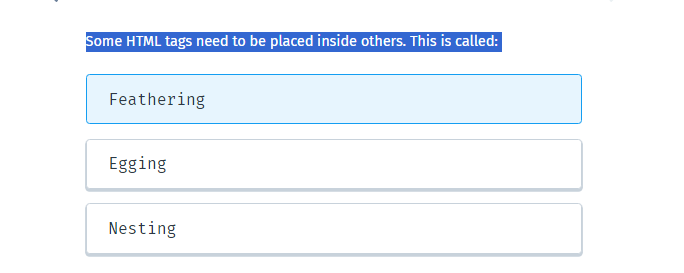 Some HTML tags need to be placed inside others. This is called:
Feathering
Egging
Nesting